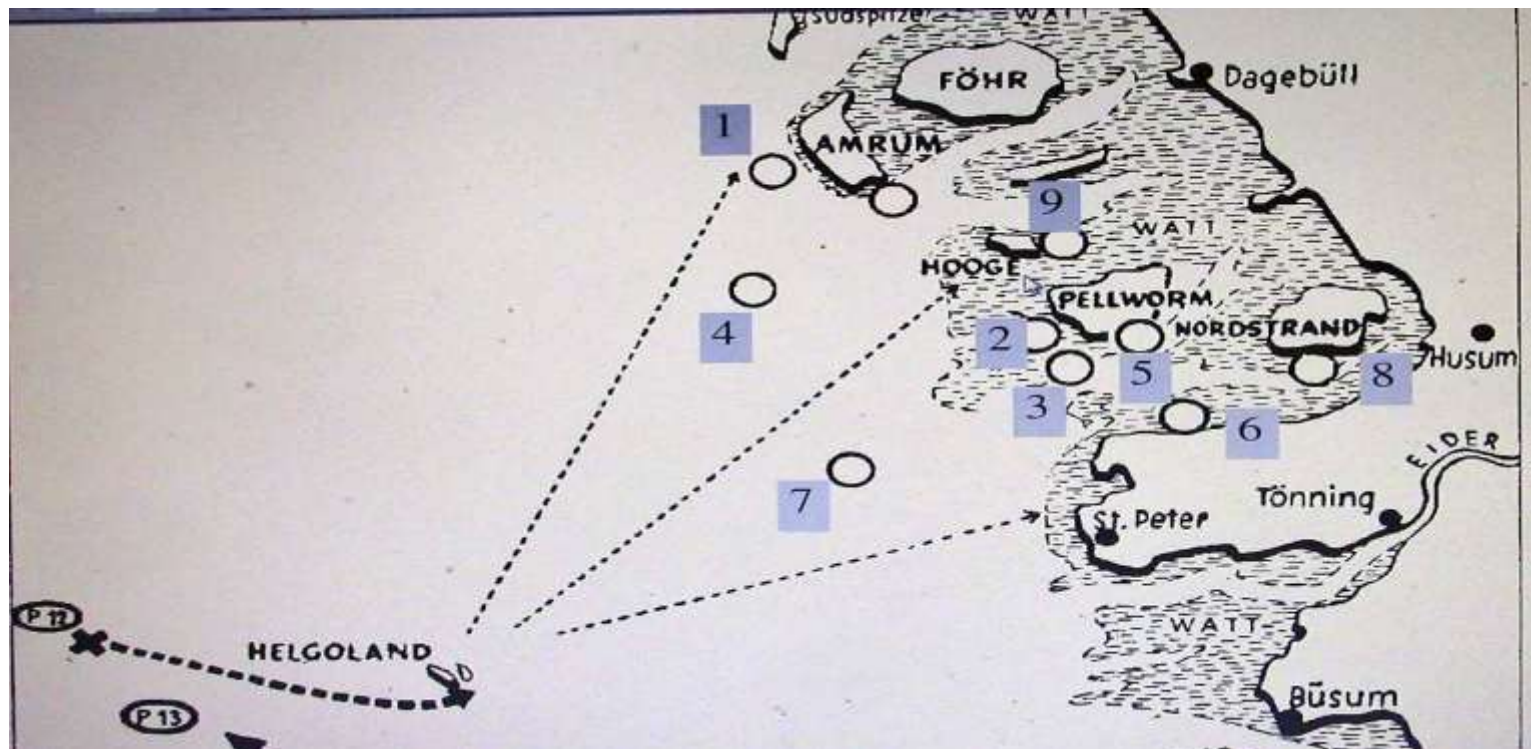 Südspitze
WATT
FÖHR
Dagebüll
1
AMRUM
9
WATT
HOOGE
PELLWORM
4
2
NORDSTRAND
Husum
5
8
3
6
EIDER
7
Tönning
St. Peter
P 12
HELGOLAND
WATT
Büsum
P 13